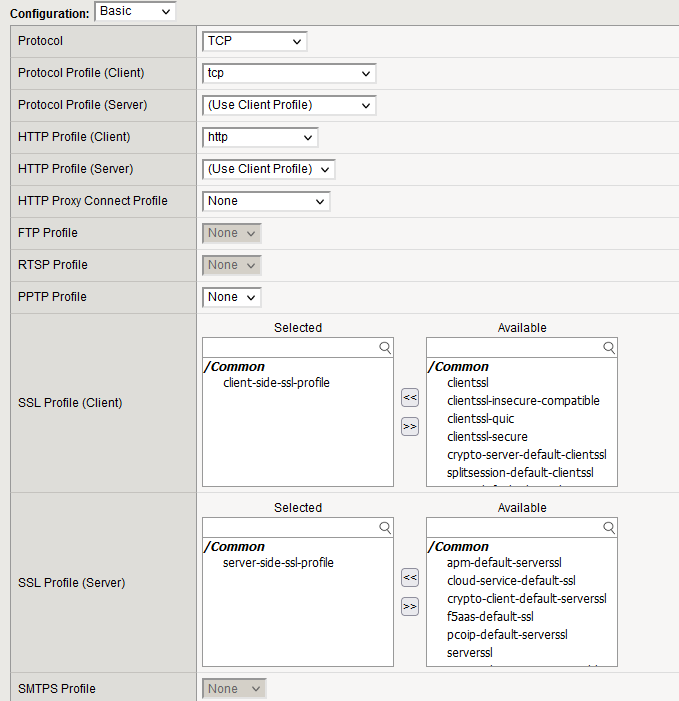 Configuration: Basic
Protocol TCP
Protocol Profile (Client) tcp
Protocol Profile (Server) (Use Client Profile)
HTTP Profile (Client) http
HTTP Profile (Server) (Use Client Profile)
HTTP Proxy Connect Profile None
FTP Profile None
RTSP Profile None
PPTP Profile None
SSL Profile (Client)
Selected
/Common
client-side-ssl-profile
<<
>>
Available
/Common
clientssl
clientssl-insecure-compatible
clientssl-quic
clientssl-secure
crypto-server-default-clientssl
splitsession-default-clientssl
SSL Profile (Server)
Selected
/Common
server-side-ssl-profile
<<
>>
Available
/Common
apm-default-serverssl
cloud-service-default-ssl
crypto-client-default-serverssl
f5aas-default-ssl
pcoip-default-serverssl
serverssl
SMTPS Profile None